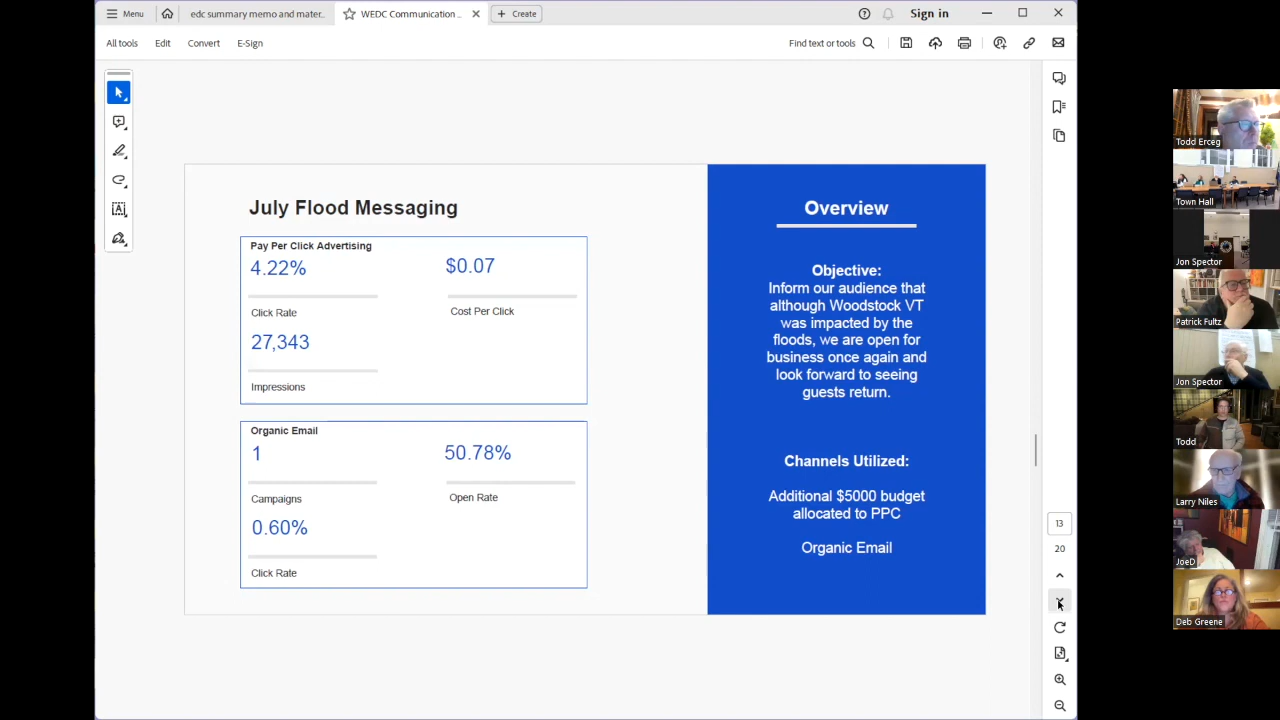 Menu
edc summary memo and mater...
WEDC Communication ...
Create
Sign in
All tools
Edit
Convert
E-Sign
Find text or tools
July Flood Messaging
Pay Per Click Advertising
4.22%
$0.07
Click Rate
Cost Per Click
27,343
Impressions
Organic Email
1
50.78%
Campaigns
Open Rate
0.60%
Click Rate
Overview
Objective:
Inform our audience that
although Woodstock VT
was impacted by the
floods, we are open for
business once again and
look forward to seeing
guests return.
Channels Utilized:
Additional $5000 budget
allocated to PPC
Organic Email
13
20
Todd Erceg
Town Hall
Jon Spector
Patrick Fultz
Jon Spector
Todd
Larry Niles
JoeD
Deb Greene